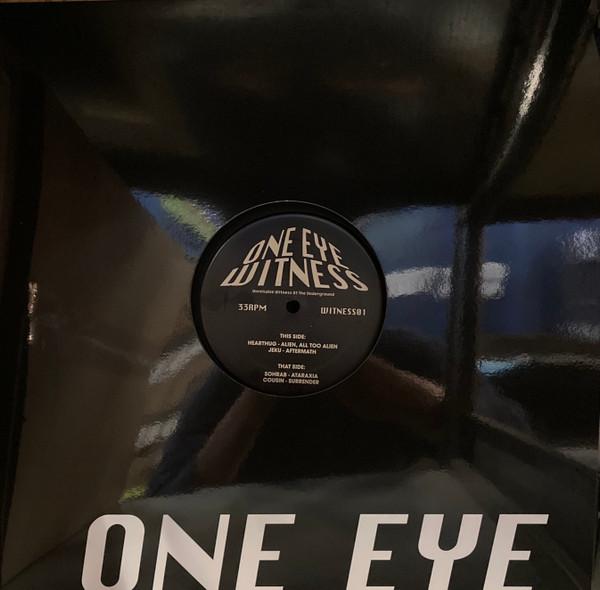 ONE EYE
WITNESS
Unreliable Witness Of The Underground
33RPM WITNESS01
THIS SIDE:
HEARTHUG - ALIEN, ALL TOO ALIEN
JEKU - AFTERMATH
THAT SIDE:
SOHRAB - ATARAXIA
COUSIN - SURRENDER
ONE EYE